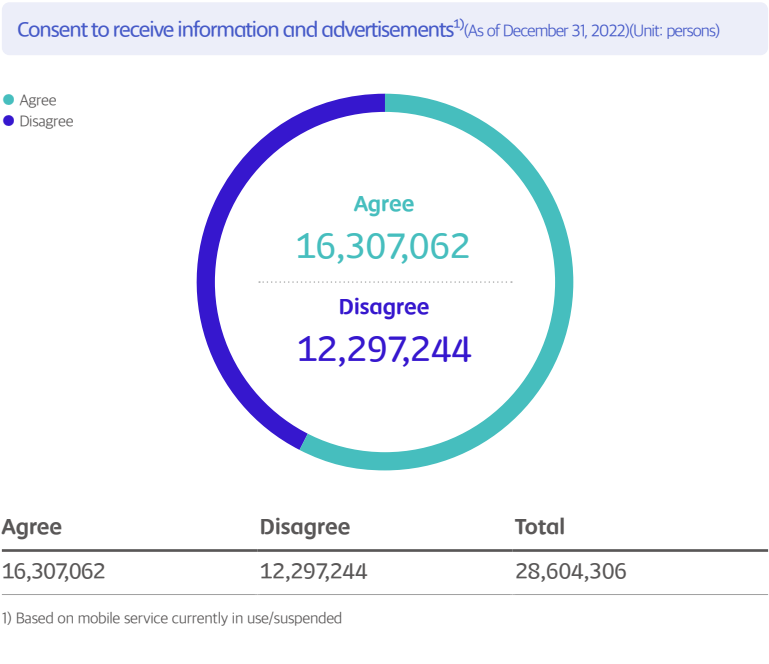 Consent to receive information and advertisements1)(As of December 31, 2022)(Unit: persons)
Agree
Disagree
Agree
16,307,062
Disagree
12,297,244
Agree Disagree Total
16,307,062 12,297,244 28,604,306
1) Based on mobile service currently in use/suspended